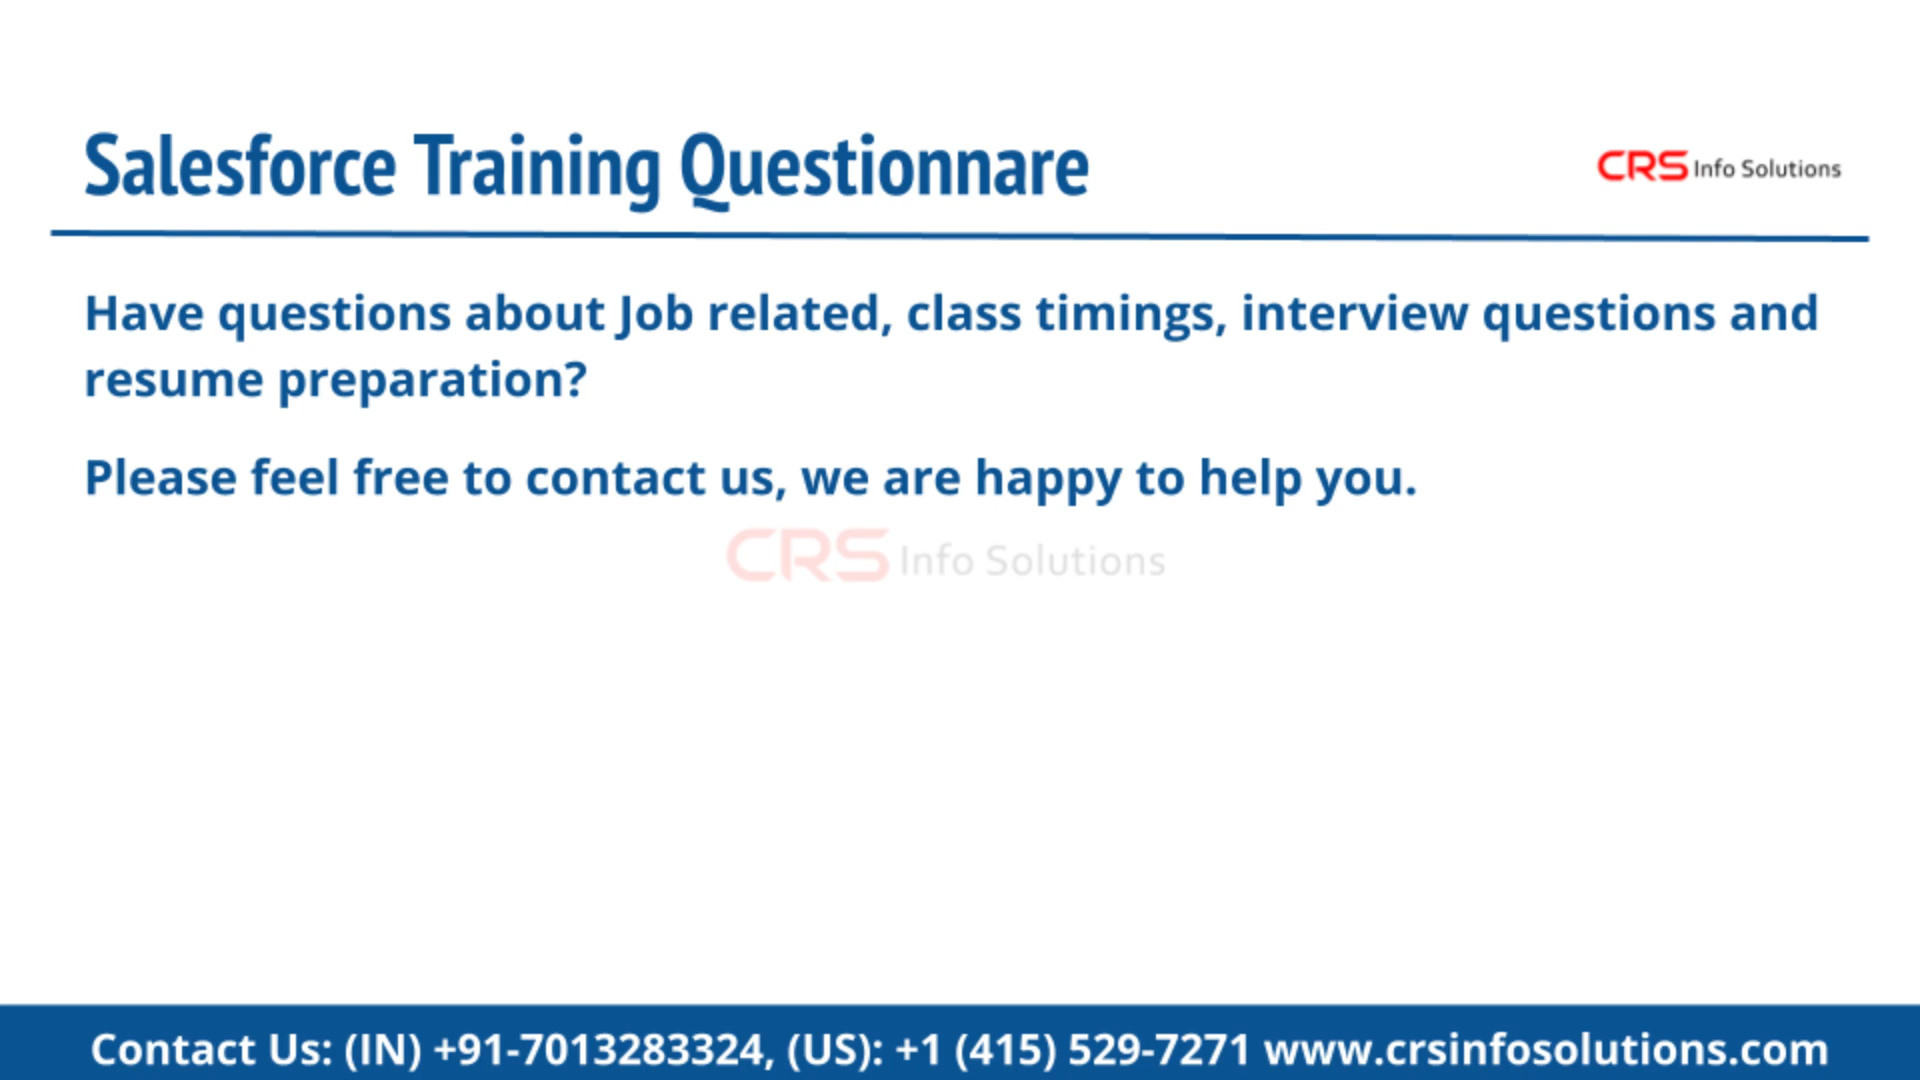 Salesforce Training Questionnare
CRS Info Solutions
Have questions about Job related, class timings, interview questions and
resume preparation?
Please feel free to contact us, we are happy to help you.
CRS Info Solutions
Contact Us: (IN) +91-7013283324, (US): +1 (415) 529-7271 www.crsinfosolutions.com